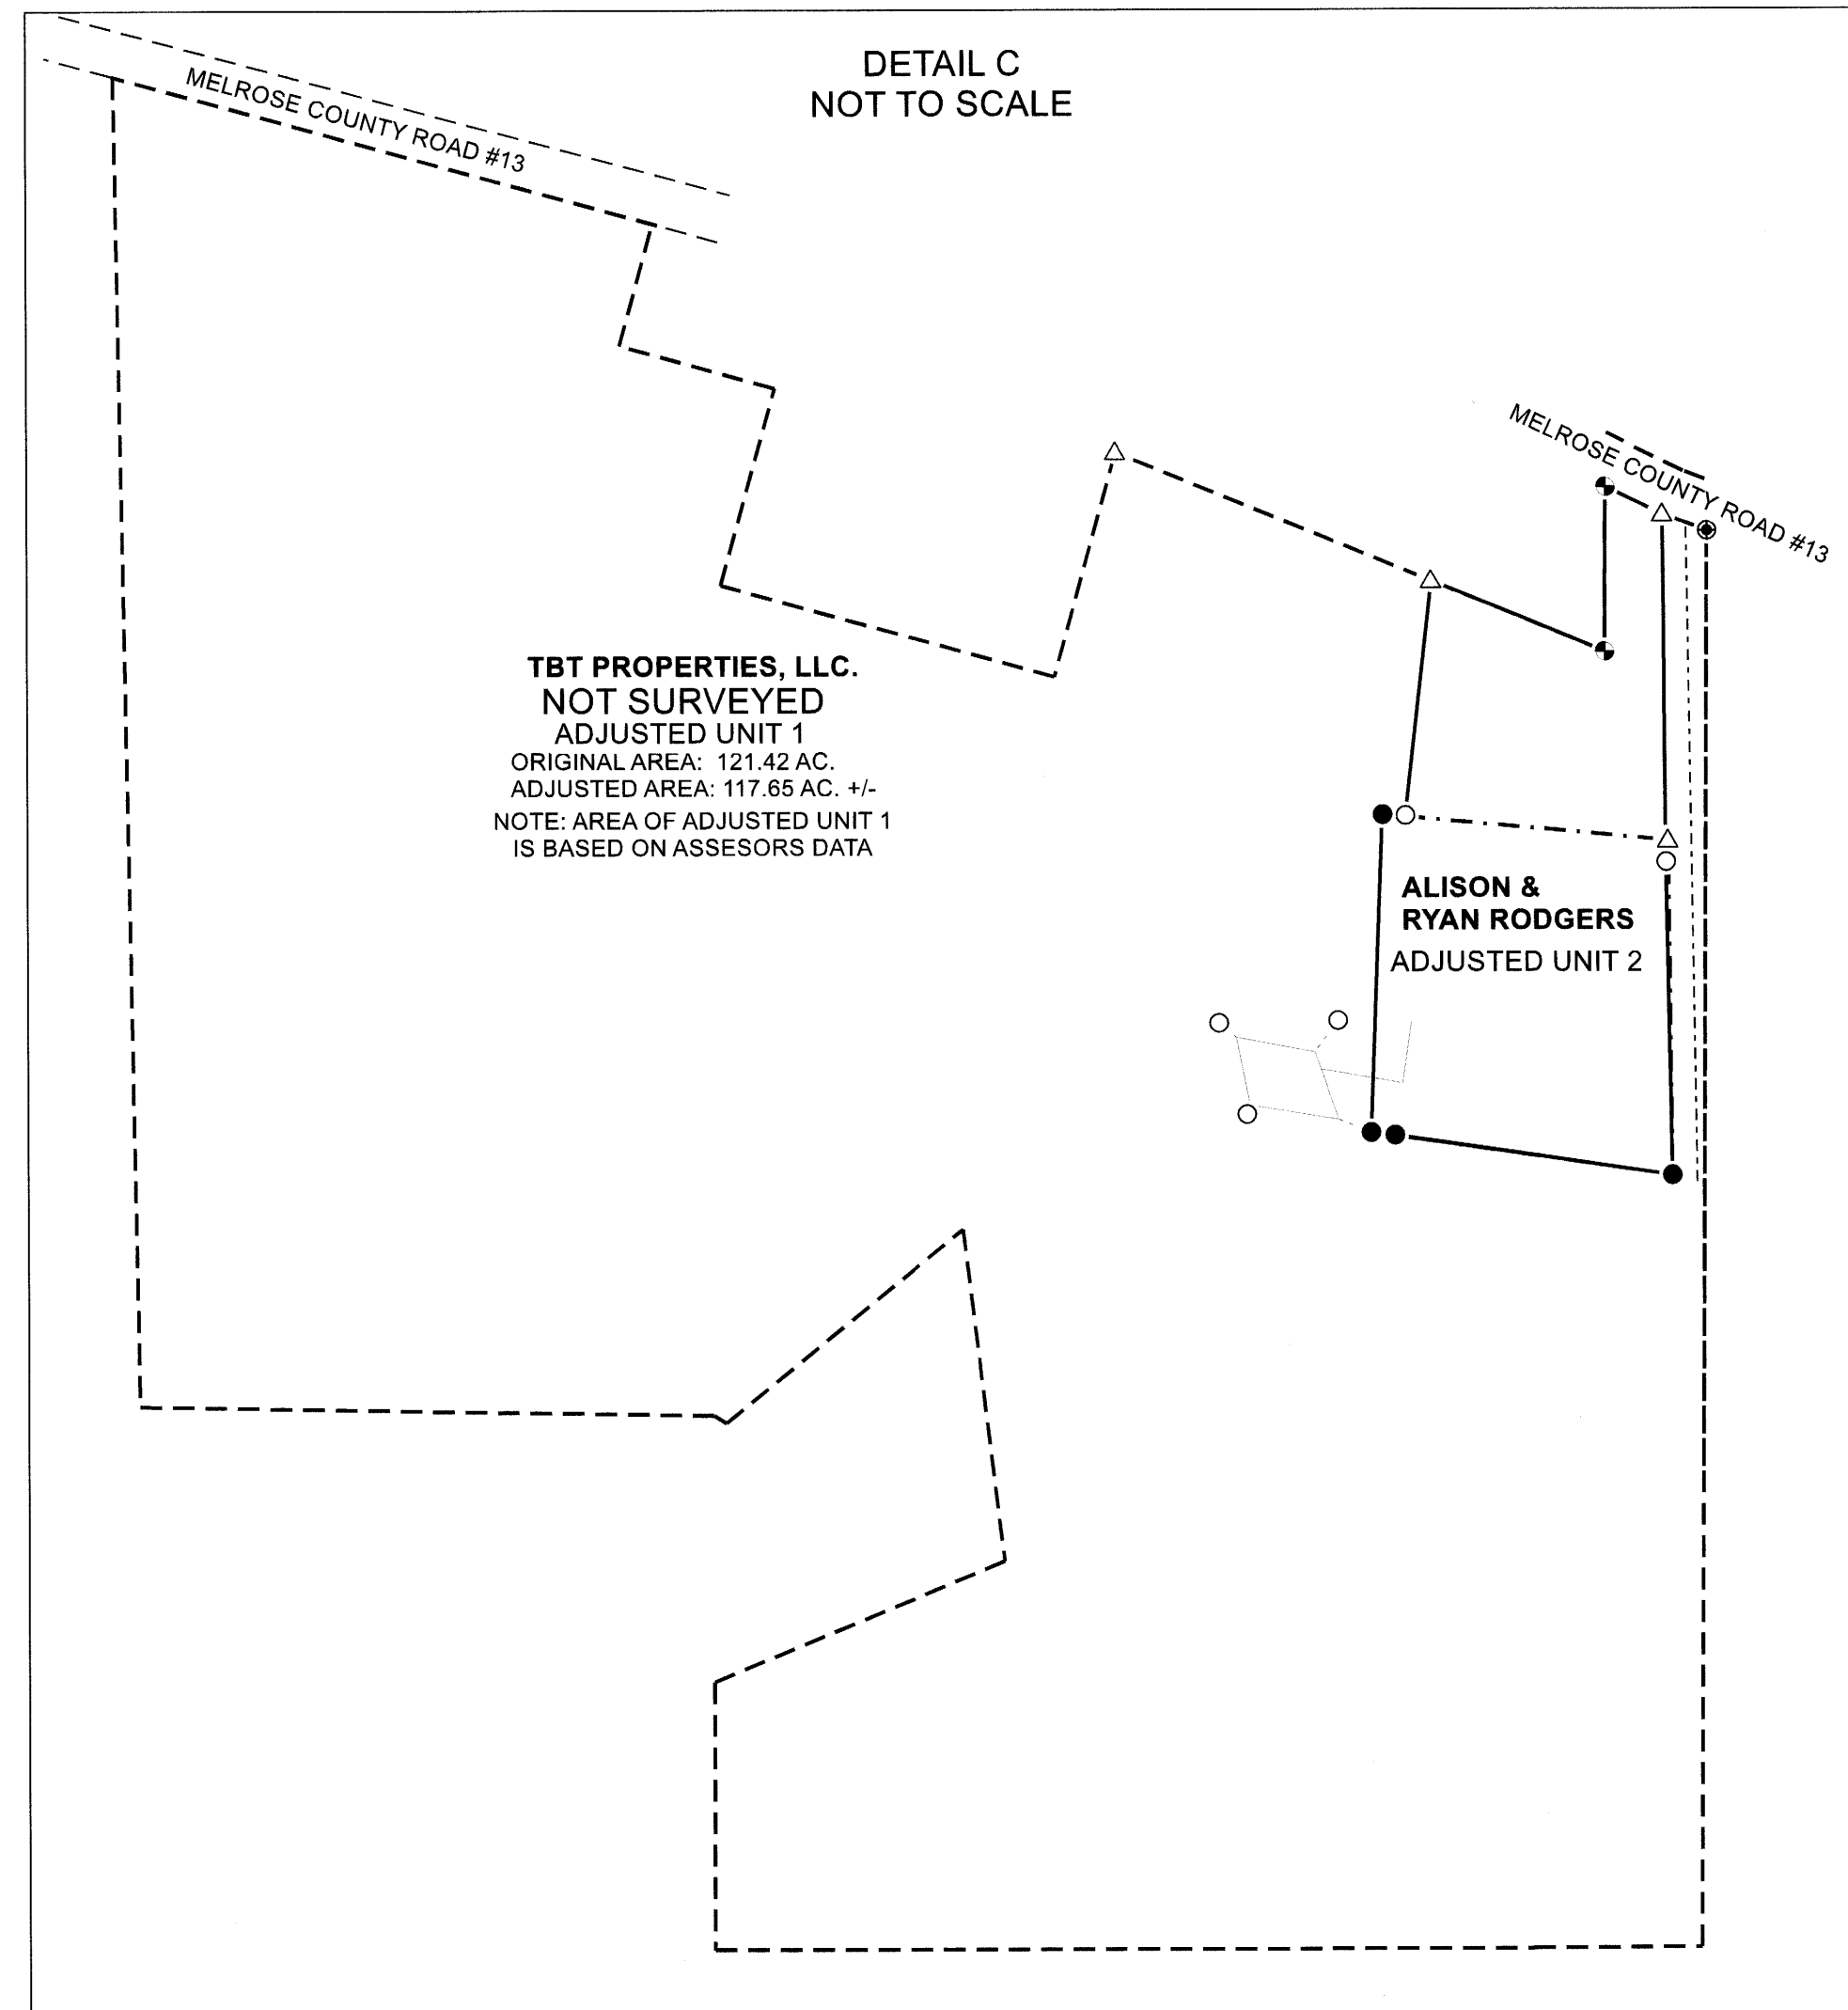 DETAIL C
NOT TO SCALE
MELROSE COUNTY ROAD #13
MELROSE COUNTY ROAD #13
TBT PROPERTIES, LLC.
NOT SURVEYED
ADJUSTED UNIT 1
ORIGINAL AREA: 121.42 AC.
ADJUSTED AREA: 117.65 AC. +/-
NOTE: AREA OF ADJUSTED UNIT 1
IS BASED ON ASSESORS DATA
ALISON &
RYAN RODGERS
ADJUSTED UNIT 2